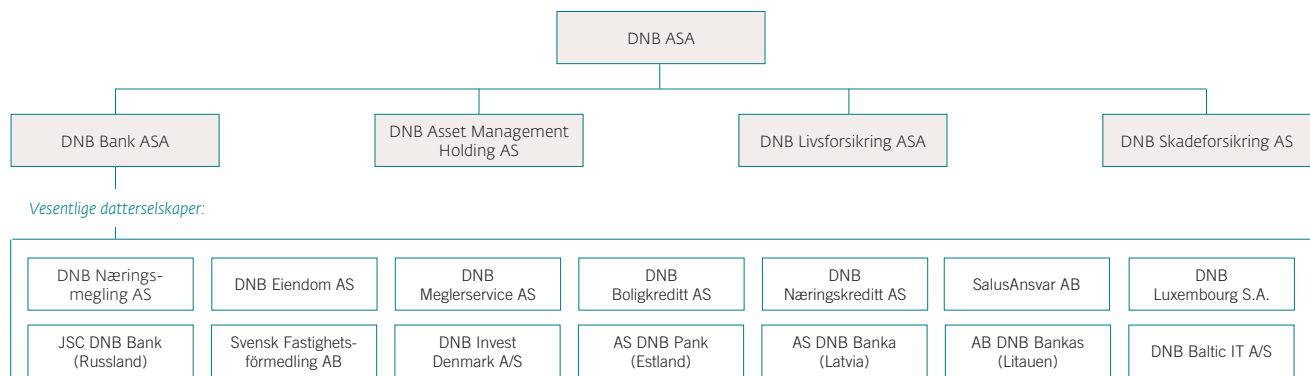 DNB ASA
DNB Bank ASA
DNB Asset Management
Holding AS
DNB Livsforsikring ASA
DNB Skadeforsikring AS
Vesentlige datterselskaper:
DNB Nærings-
megling AS
DNB Eiendom AS
DNB
Meglerservice AS
DNB
Boligkreditt AS
DNB
Næringskreditt AS
SalusAnsvar AB
DNB
Luxembourg S.A.
JSC DNB Bank
(Russland)
Svensk Fastighets-
förmedling AB
DNB Invest
Denmark A/S
AS DNB Pank
(Estland)
AS DNB Banka
(Latvia)
AB DNB Bankas
(Litauen)
DNB Baltic IT A/S